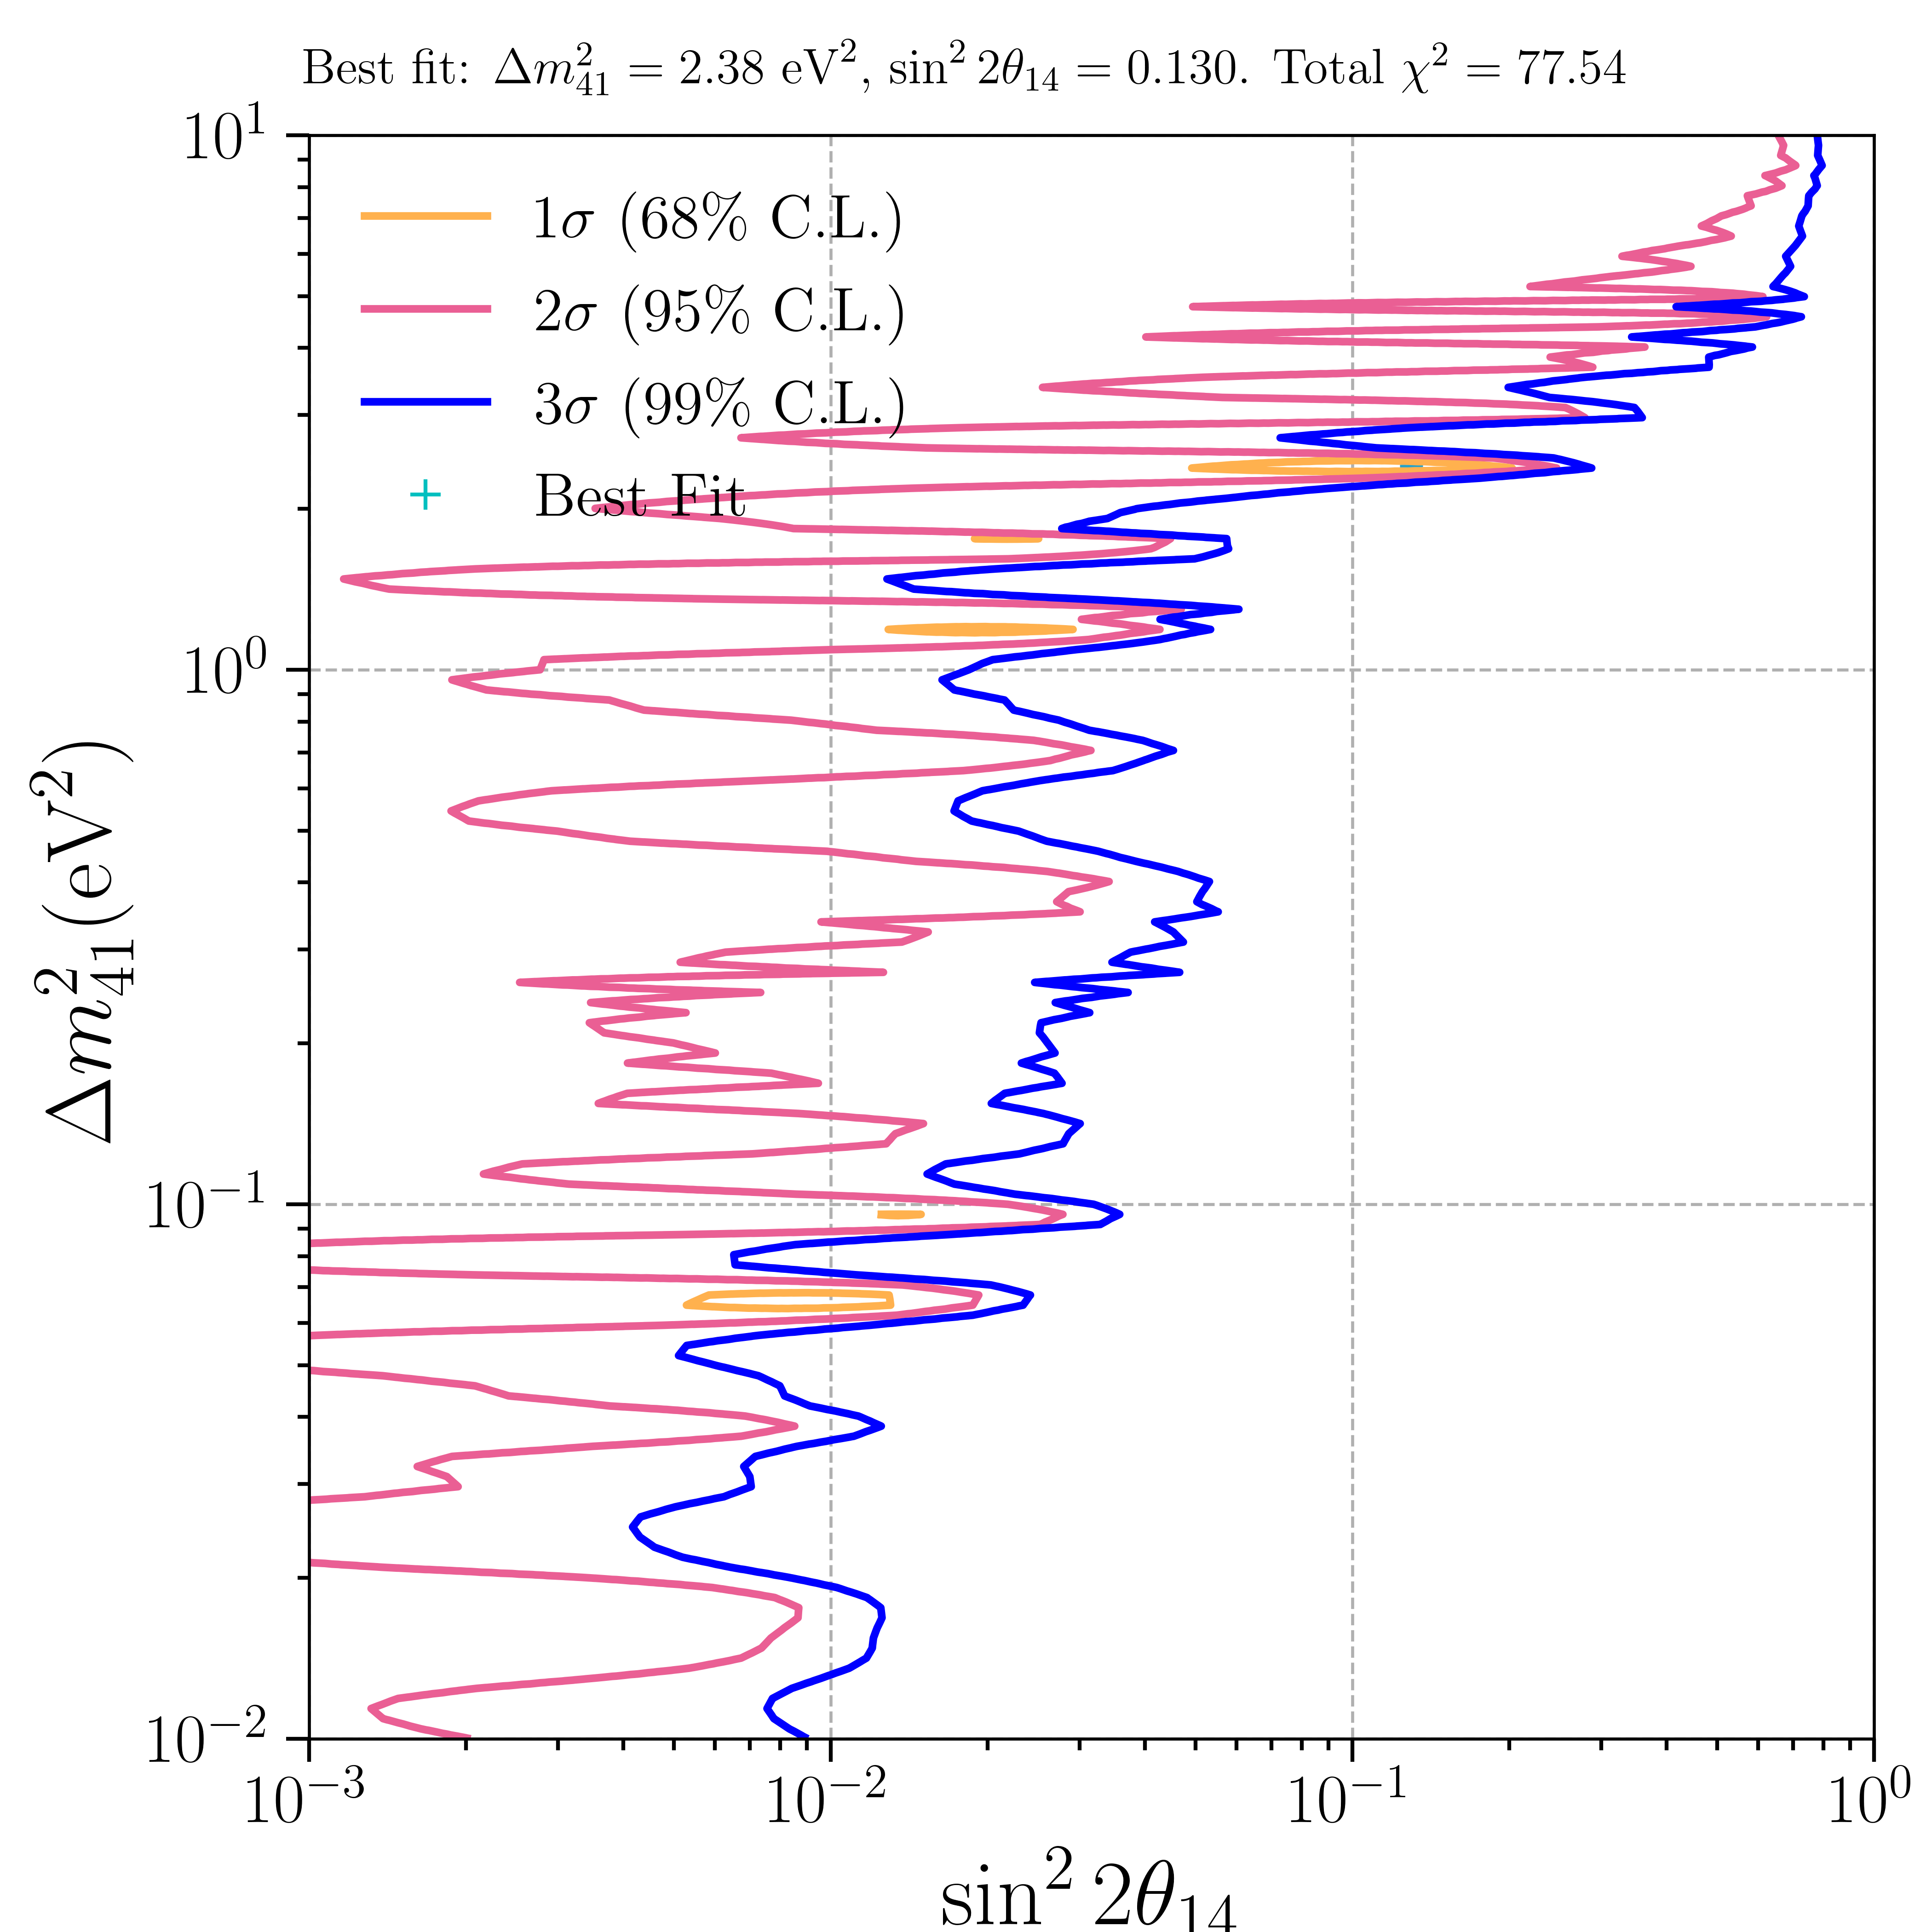 Best fit: Δm²₄₁ = 2.38 eV², sin² 2θ₁₄ = 0.130. Total χ² = 77.54
10¹
1σ (68% C.L.)
2σ (95% C.L.)
3σ (99% C.L.)
Best Fit
10⁰
Δm²₄₁(eV²)
10⁻¹
10⁻²
10⁻³ 10⁻² 10⁻¹ 10⁰
sin² 2θ₁₄